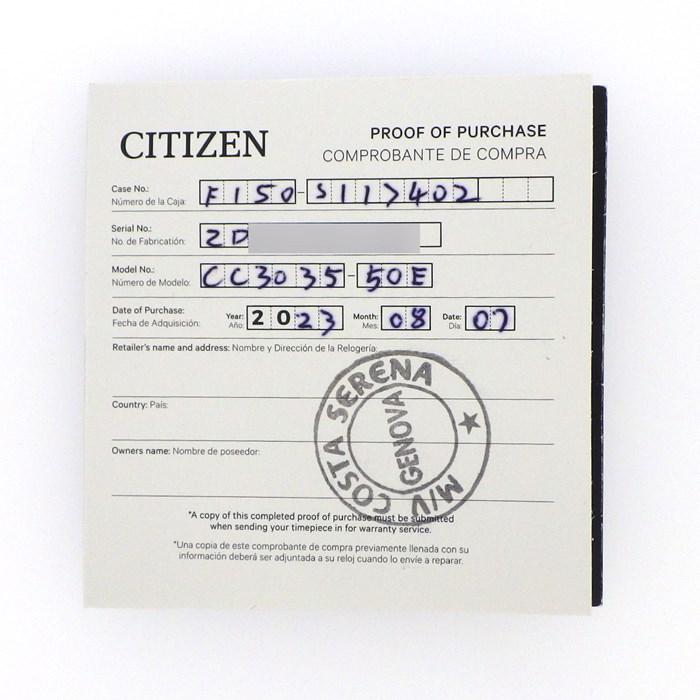 CITIZEN
PROOF OF PURCHASE
COMPROBANTE DE COMPRA
Case No.: F150-S117402
Número de la Caja:
Serial No.: 2D
No. de Fabricatión:
Model No.: CC3035-50E
Número de Modelo:
Date of Purchase: Year: 2023 Month: 08 Date: 07
Fecha de Adquisición: Año: Mes: Día:
Retailer's name and address: Nombre y Dirección de la Relogería:
Country: País:
Owners name: Nombre de poseedor:
M/V COSTA SERENA ★
GENOVA
*A copy of this completed proof of purchase must be submitted
when sending your timepiece in for warranty service.
*Una copia de este comprobante de compra previamente llenada con su
información deberá ser adjuntada a su reloj cuando lo envíe a reparar.